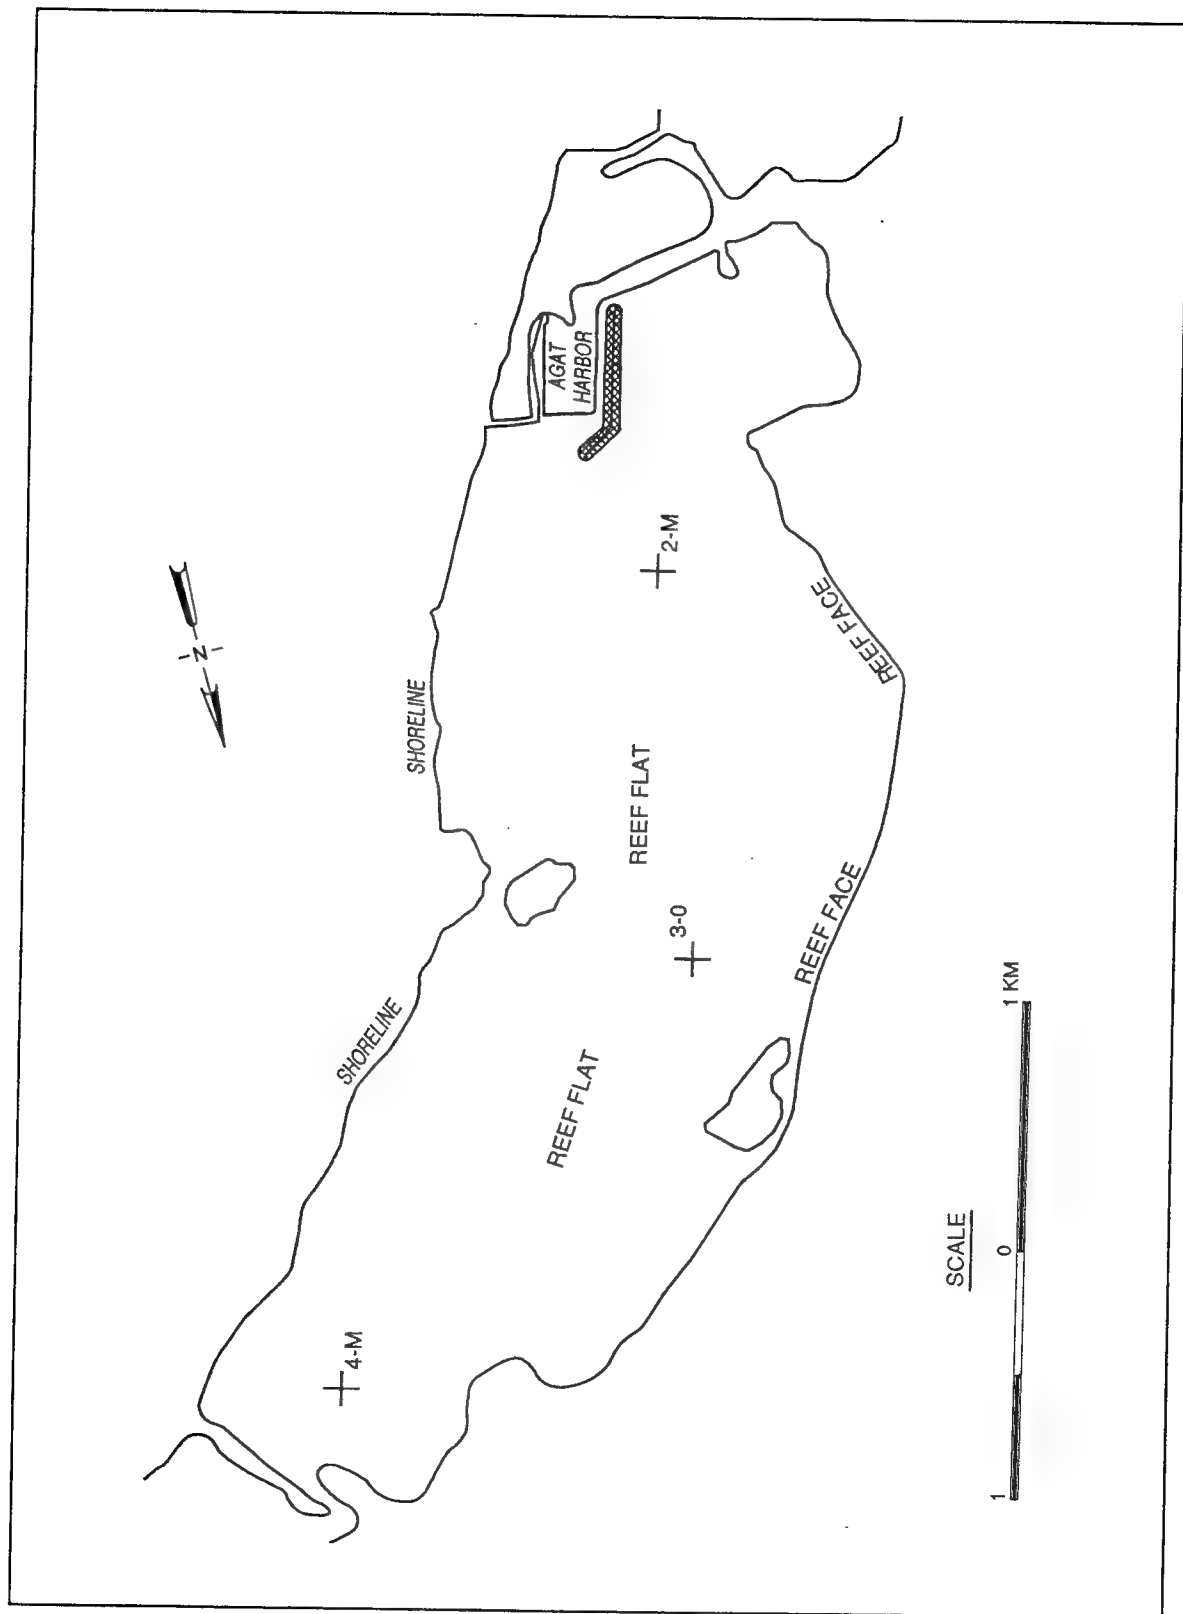 N
AGAT
HARBOR
2-M
SHORELINE
REEF FACE
REEF FLAT
3-0
REEF FACE
SHORELINE
REEF FLAT
4-M
SCALE
1 0 1 KM